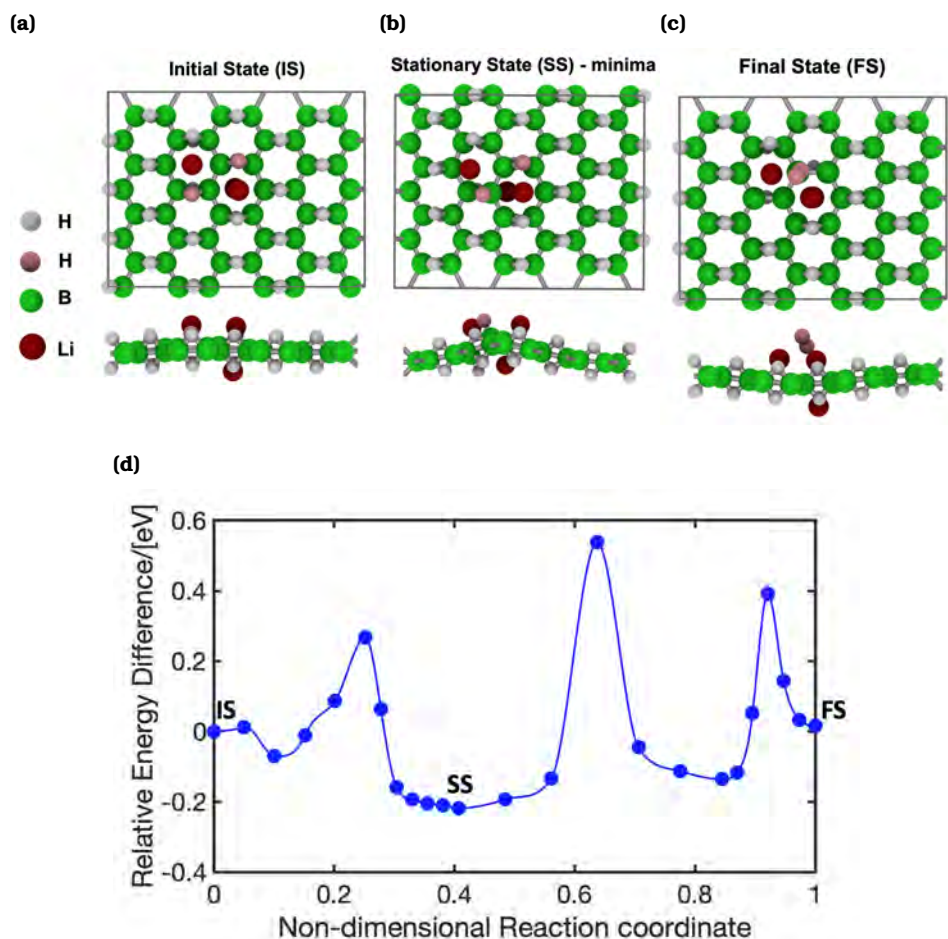 (a)
(b)
(c)
Initial State (IS)
Stationary State (SS) - minima
Final State (FS)
H
H
B
Li
(d)
Relative Energy Difference/[eV]
0.6
0.4
0.2
0
-0.2
-0.4
IS
SS
FS
0
0.2
0.4
0.6
0.8
1
Non-dimensional Reaction coordinate